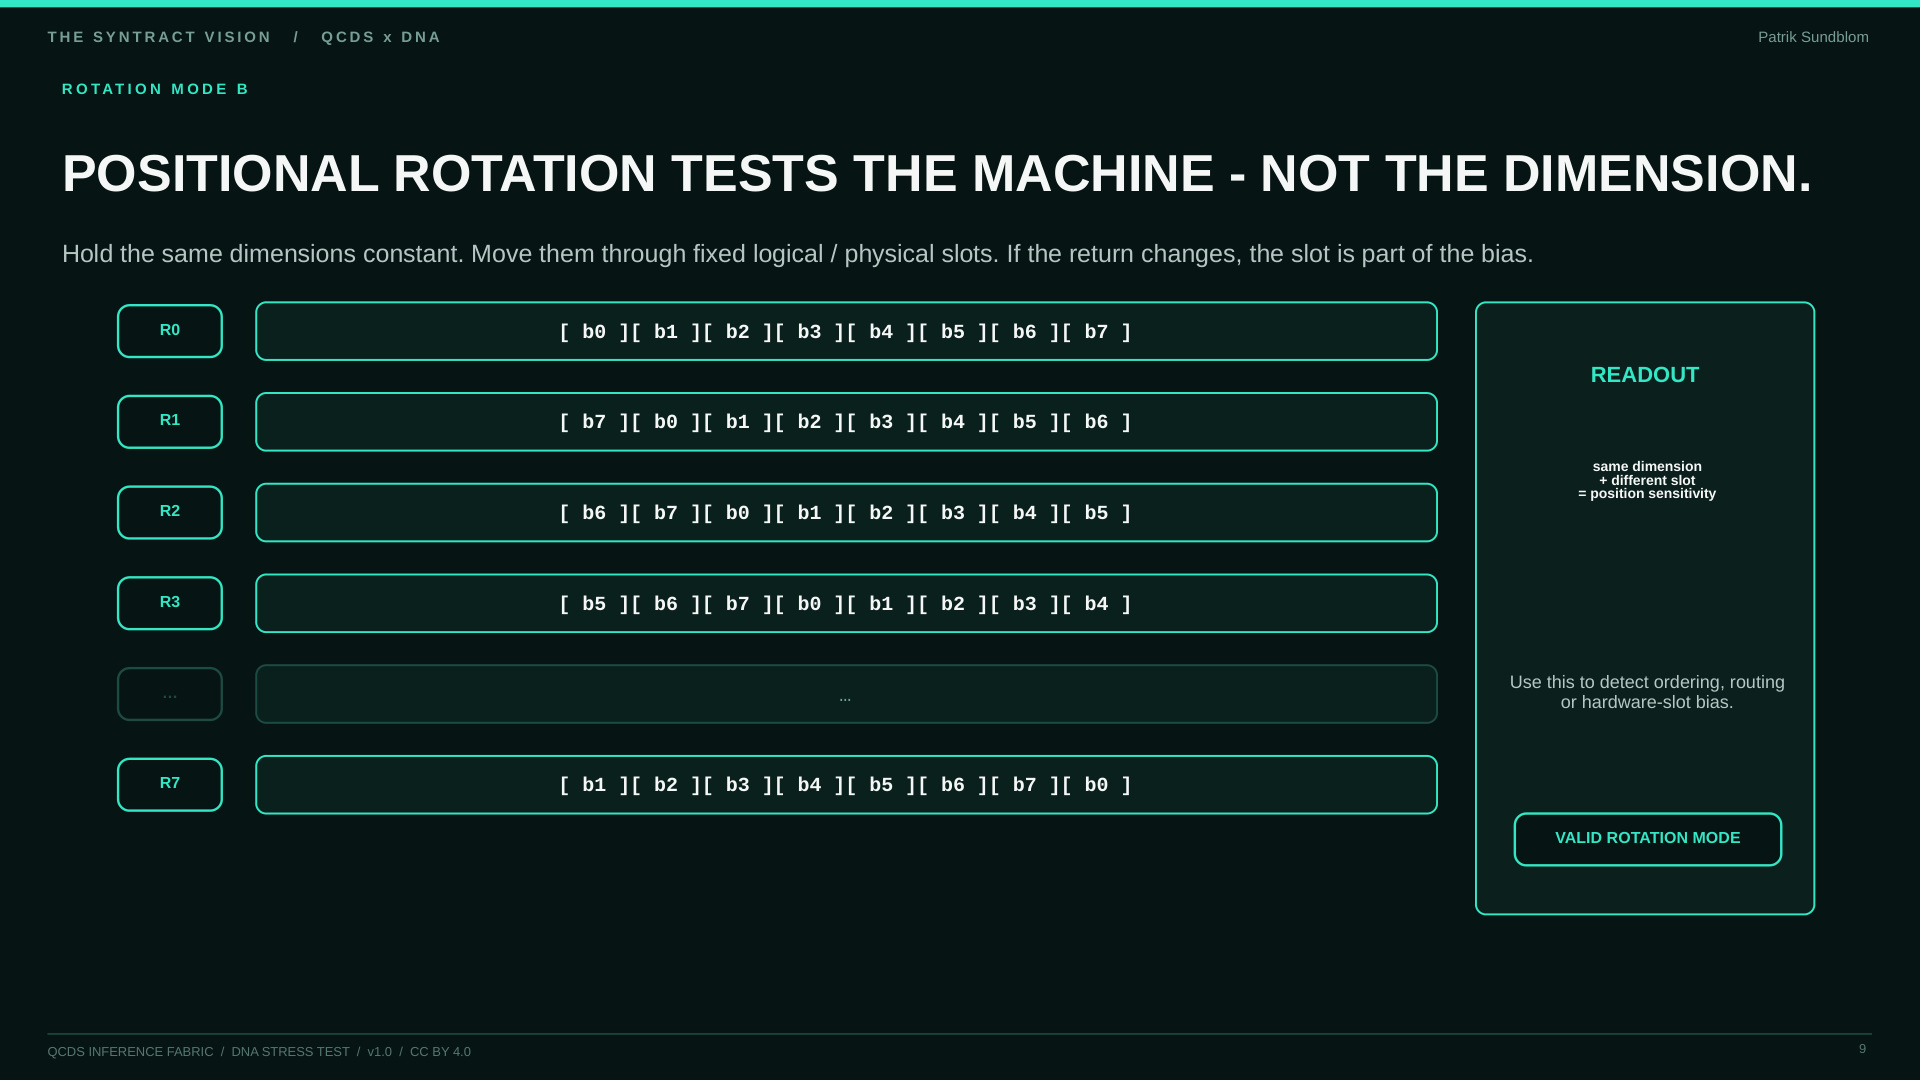 THE SYNTRACT VISION / QCDS x DNA
Patrik Sundblom
ROTATION MODE B
POSITIONAL ROTATION TESTS THE MACHINE - NOT THE DIMENSION.
Hold the same dimensions constant. Move them through fixed logical / physical slots. If the return changes, the slot is part of the bias.
R0
[ b0 ][ b1 ][ b2 ][ b3 ][ b4 ][ b5 ][ b6 ][ b7 ]
R1
[ b7 ][ b0 ][ b1 ][ b2 ][ b3 ][ b4 ][ b5 ][ b6 ]
R2
[ b6 ][ b7 ][ b0 ][ b1 ][ b2 ][ b3 ][ b4 ][ b5 ]
R3
[ b5 ][ b6 ][ b7 ][ b0 ][ b1 ][ b2 ][ b3 ][ b4 ]
...
...
R7
[ b1 ][ b2 ][ b3 ][ b4 ][ b5 ][ b6 ][ b7 ][ b0 ]
READOUT
same dimension
+ different slot
= position sensitivity
Use this to detect ordering, routing
or hardware-slot bias.
VALID ROTATION MODE
QCDS INFERENCE FABRIC / DNA STRESS TEST / v1.0 / CC BY 4.0
9